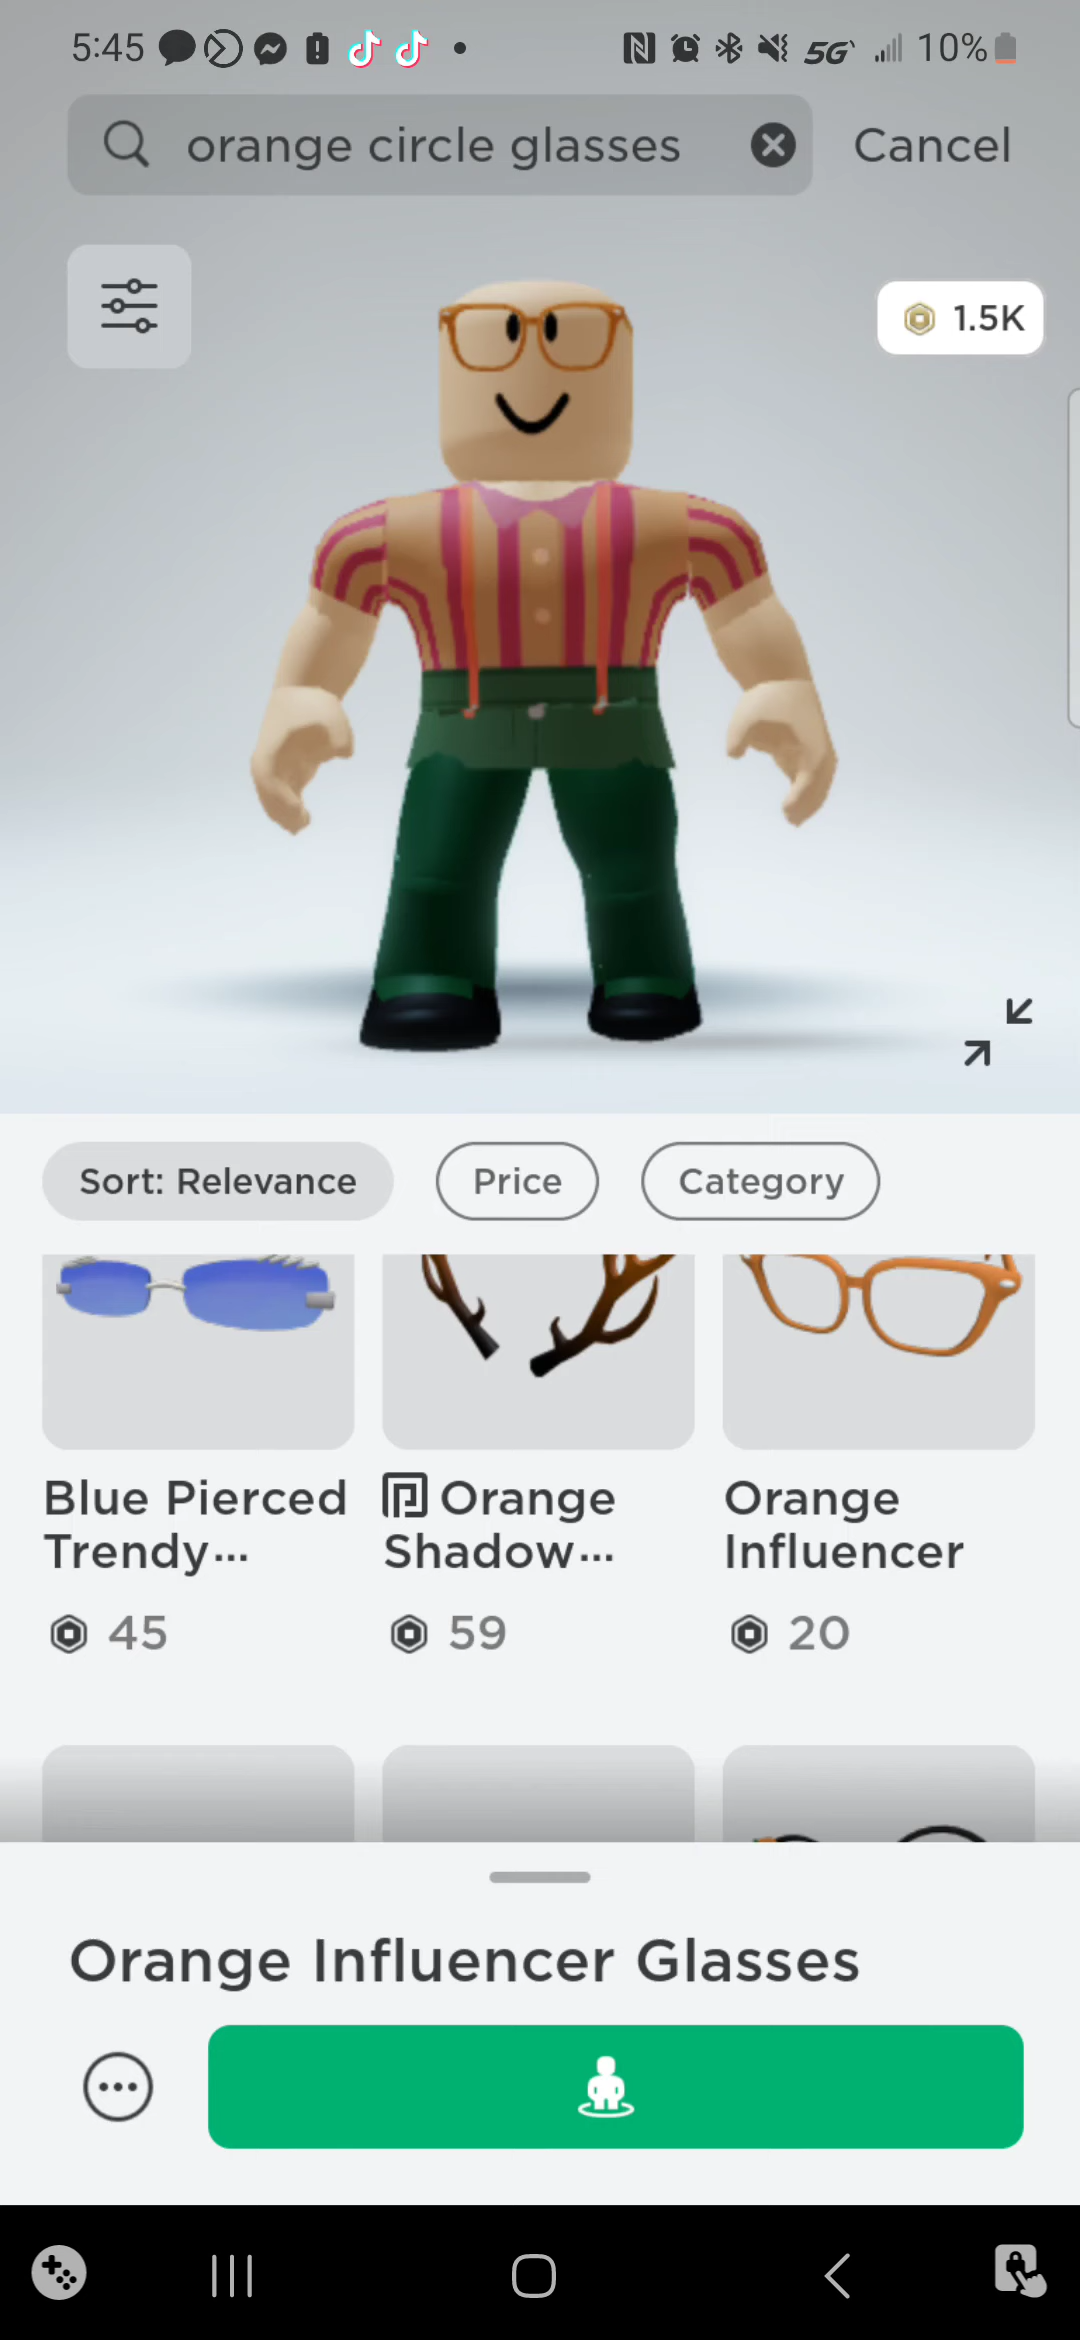 5:45
5G 10%
orange circle glasses
Cancel
1.5K
Sort: Relevance
Price
Category
Blue Pierced
Trendy...
Orange
Shadow...
Orange
Influencer
45
59
20
Orange Influencer Glasses